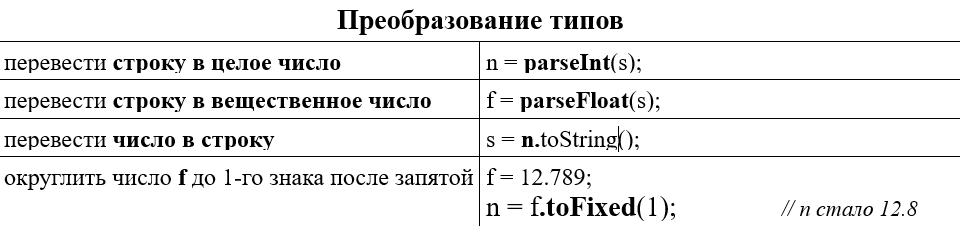 Преобразование типов
перевести строку в целое число n = parseInt(s);
перевести строку в вещественное число f = parseFloat(s);
перевести число в строку s = n.toString();
округлить число f до 1-го знака после запятой f = 12.789;
n = f.toFixed(1); // n стало 12.8